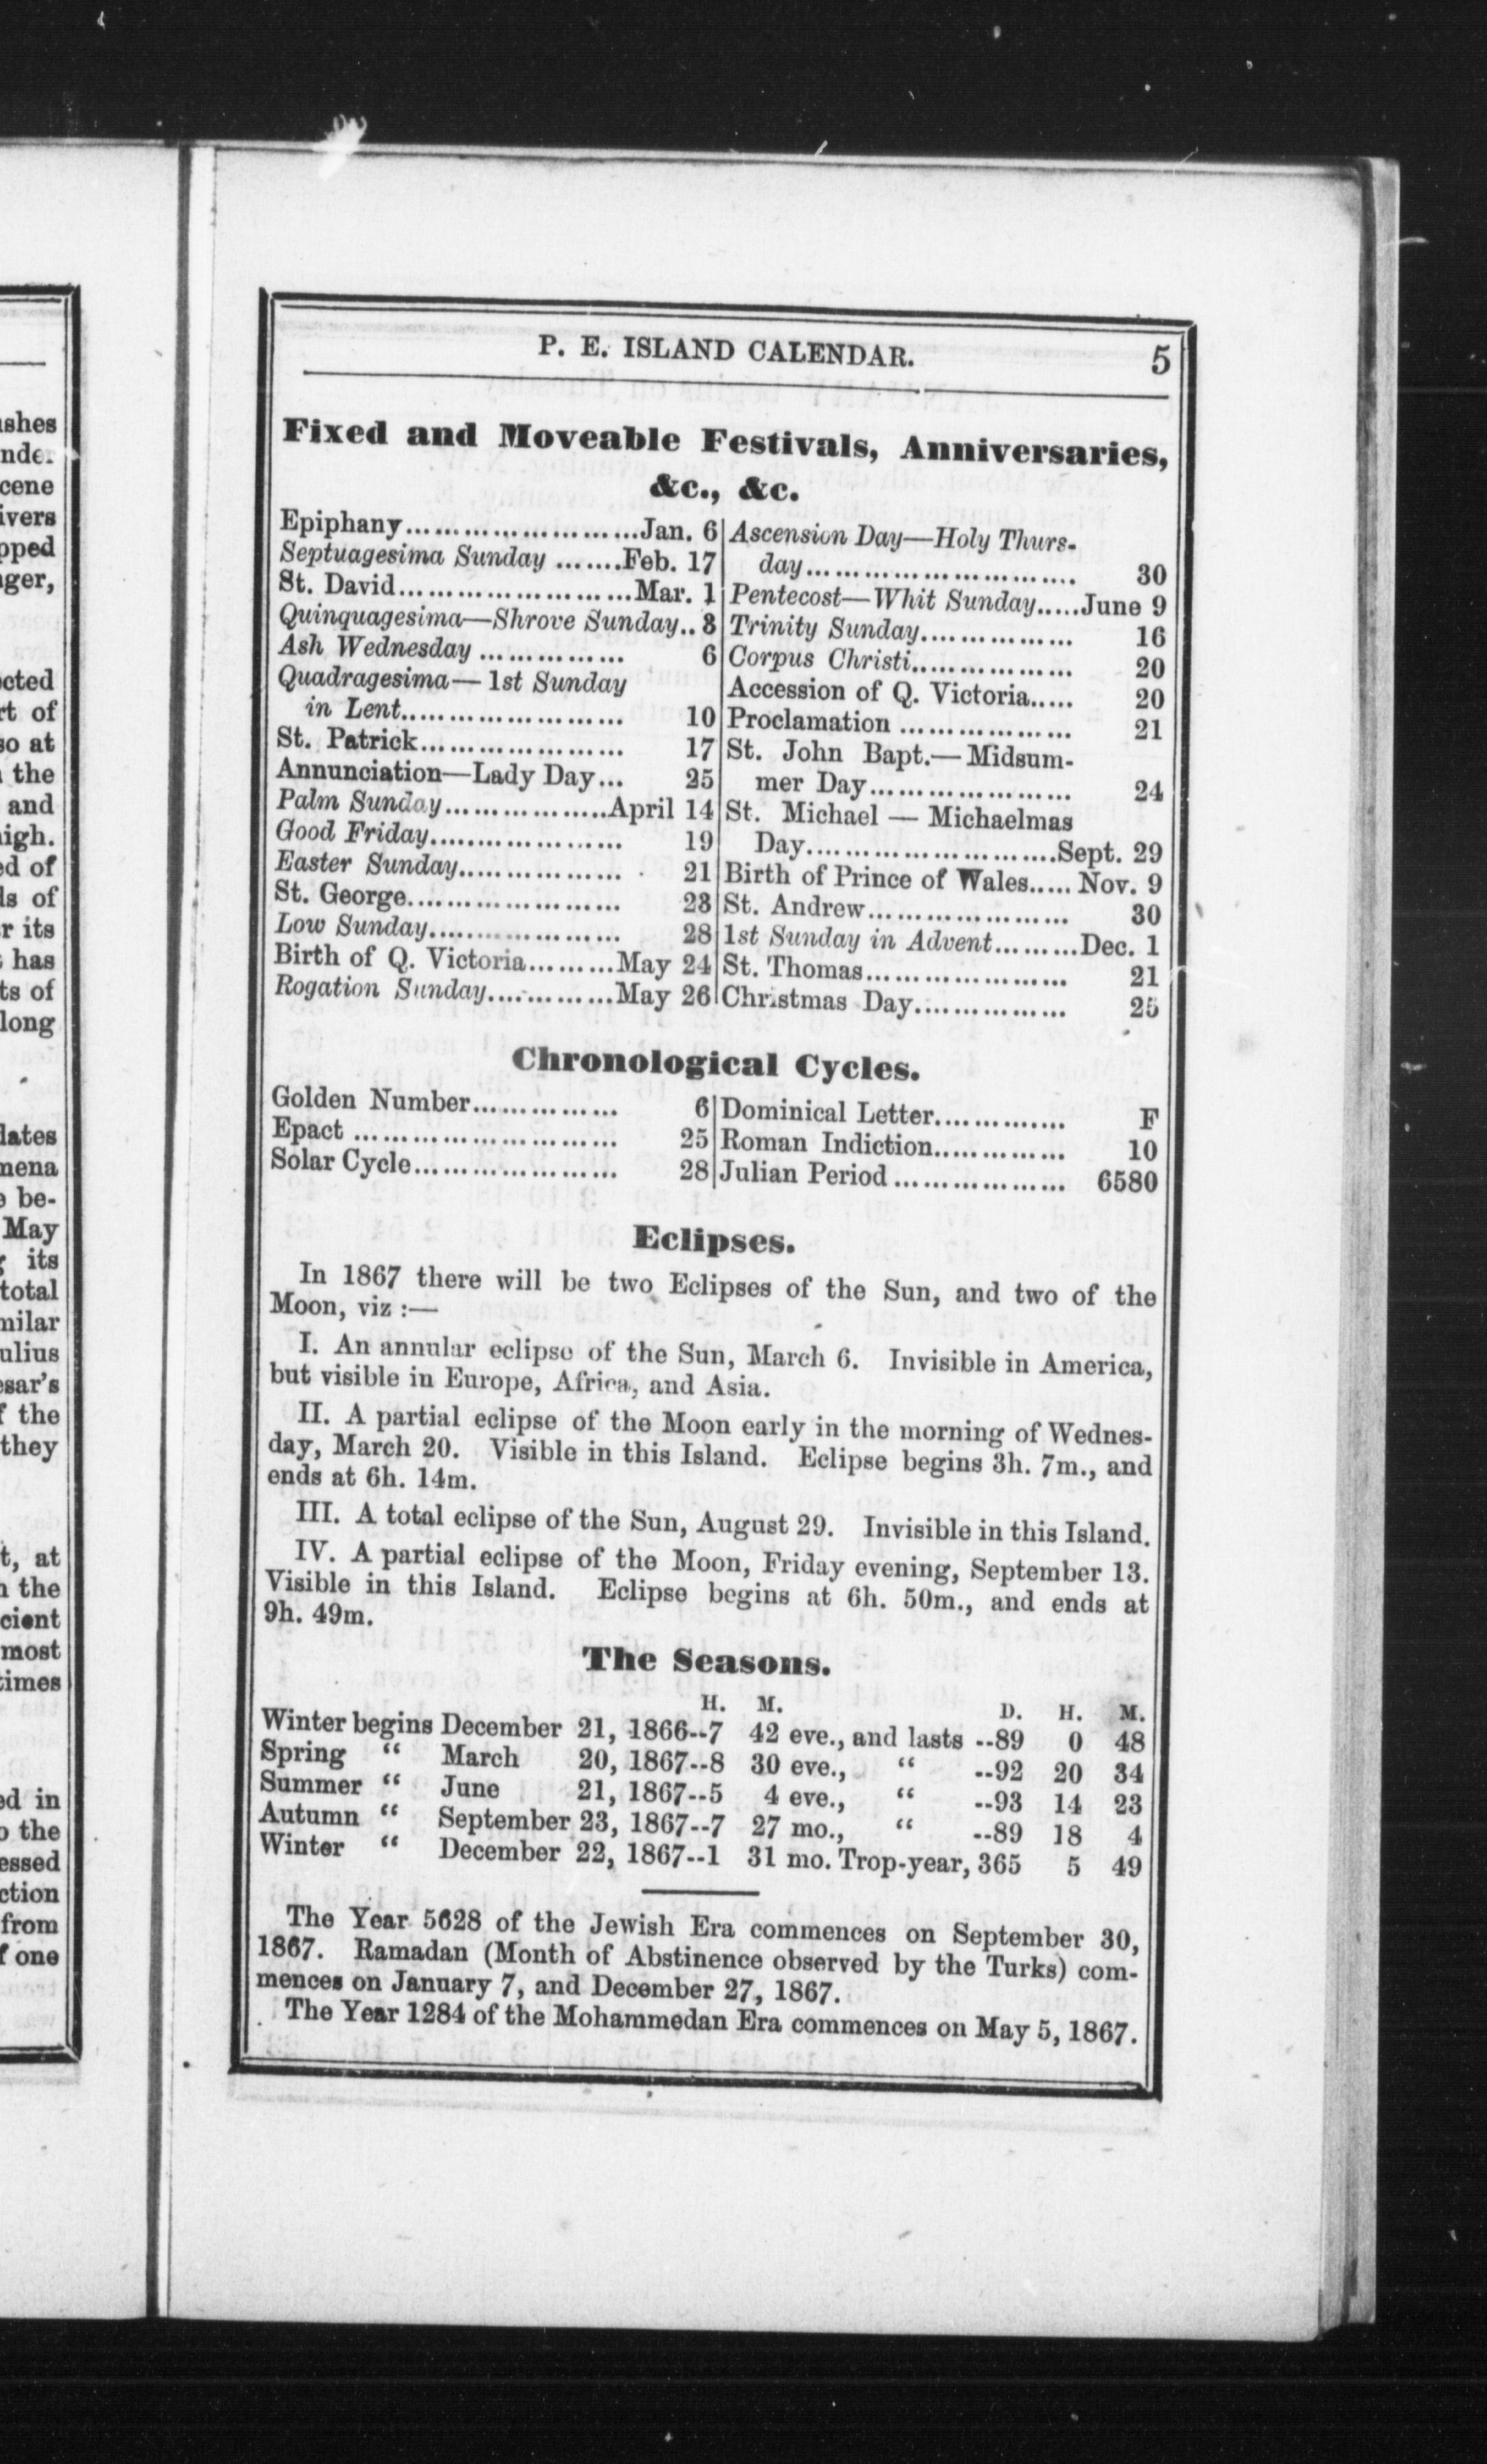 P. E. ISLAND CALENDAR. 5
Fixed and Moveable Festivals, Anniversaries,
&c., &c.
Epiphany........................Jan. 6
Septuagesima Sunday .......Feb. 17
St. David........................Mar. 1
Quinquagesima—Shrove Sunday.. 3
Ash Wednesday ............... 6
Quadragesima—1st Sunday
in Lent....................... 10
St. Patrick..................... 17
Annunciation—Lady Day... 25
Palm Sunday.................April 14
Good Friday.................... 19
Easter Sunday................. 21
St. George...................... 23
Low Sunday.................... 28
Birth of Q. Victoria.........May 24
Rogation Sunday.............May 26
Ascension Day—Holy Thurs-
day............................ 30
Pentecost—Whit Sunday.....June 9
Trinity Sunday................ 16
Corpus Christi................. 20
Accession of Q. Victoria..... 20
Proclamation .................. 21
St. John Bapt.—Midsum-
mer Day..................... 24
St. Michael — Michaelmas
Day..........................Sept. 29
Birth of Prince of Wales..... Nov. 9
St. Andrew..................... 30
1st Sunday in Advent.........Dec. 1
St. Thomas..................... 21
Christmas Day................ 25
Chronological Cycles.
Golden Number............... 6
Epact ........................... 25
Solar Cycle..................... 28
Dominical Letter.............. F
Roman Indiction.............. 10
Julian Period .................. 6580
Eclipses.
In 1867 there will be two Eclipses of the Sun, and two of the
Moon, viz :—
I. An annular eclipse of the Sun, March 6. Invisible in America,
but visible in Europe, Africa, and Asia.
II. A partial eclipse of the Moon early in the morning of Wednes-
day, March 20. Visible in this Island. Eclipse begins 3h. 7m., and
ends at 6h. 14m.
III. A total eclipse of the Sun, August 29. Invisible in this Island.
IV. A partial eclipse of the Moon, Friday evening, September 13.
Visible in this Island. Eclipse begins at 6h. 50m., and ends at
9h. 49m.
The Seasons.
H. M. D. H. M.
Winter begins December 21, 1866--7 42 eve., and lasts --89 0 48
Spring “ March 20, 1867--8 30 eve., “ --92 20 34
Summer “ June 21, 1867--5 4 eve., “ --93 14 23
Autumn “ September 23, 1867--7 27 mo., “ --89 18 4
Winter “ December 22, 1867--1 31 mo. Trop-year, 365 5 49
The Year 5628 of the Jewish Era commences on September 30,
1867. Ramadan (Month of Abstinence observed by the Turks) com-
mences on January 7, and December 27, 1867.
The Year 1284 of the Mohammedan Era commences on May 5, 1867.